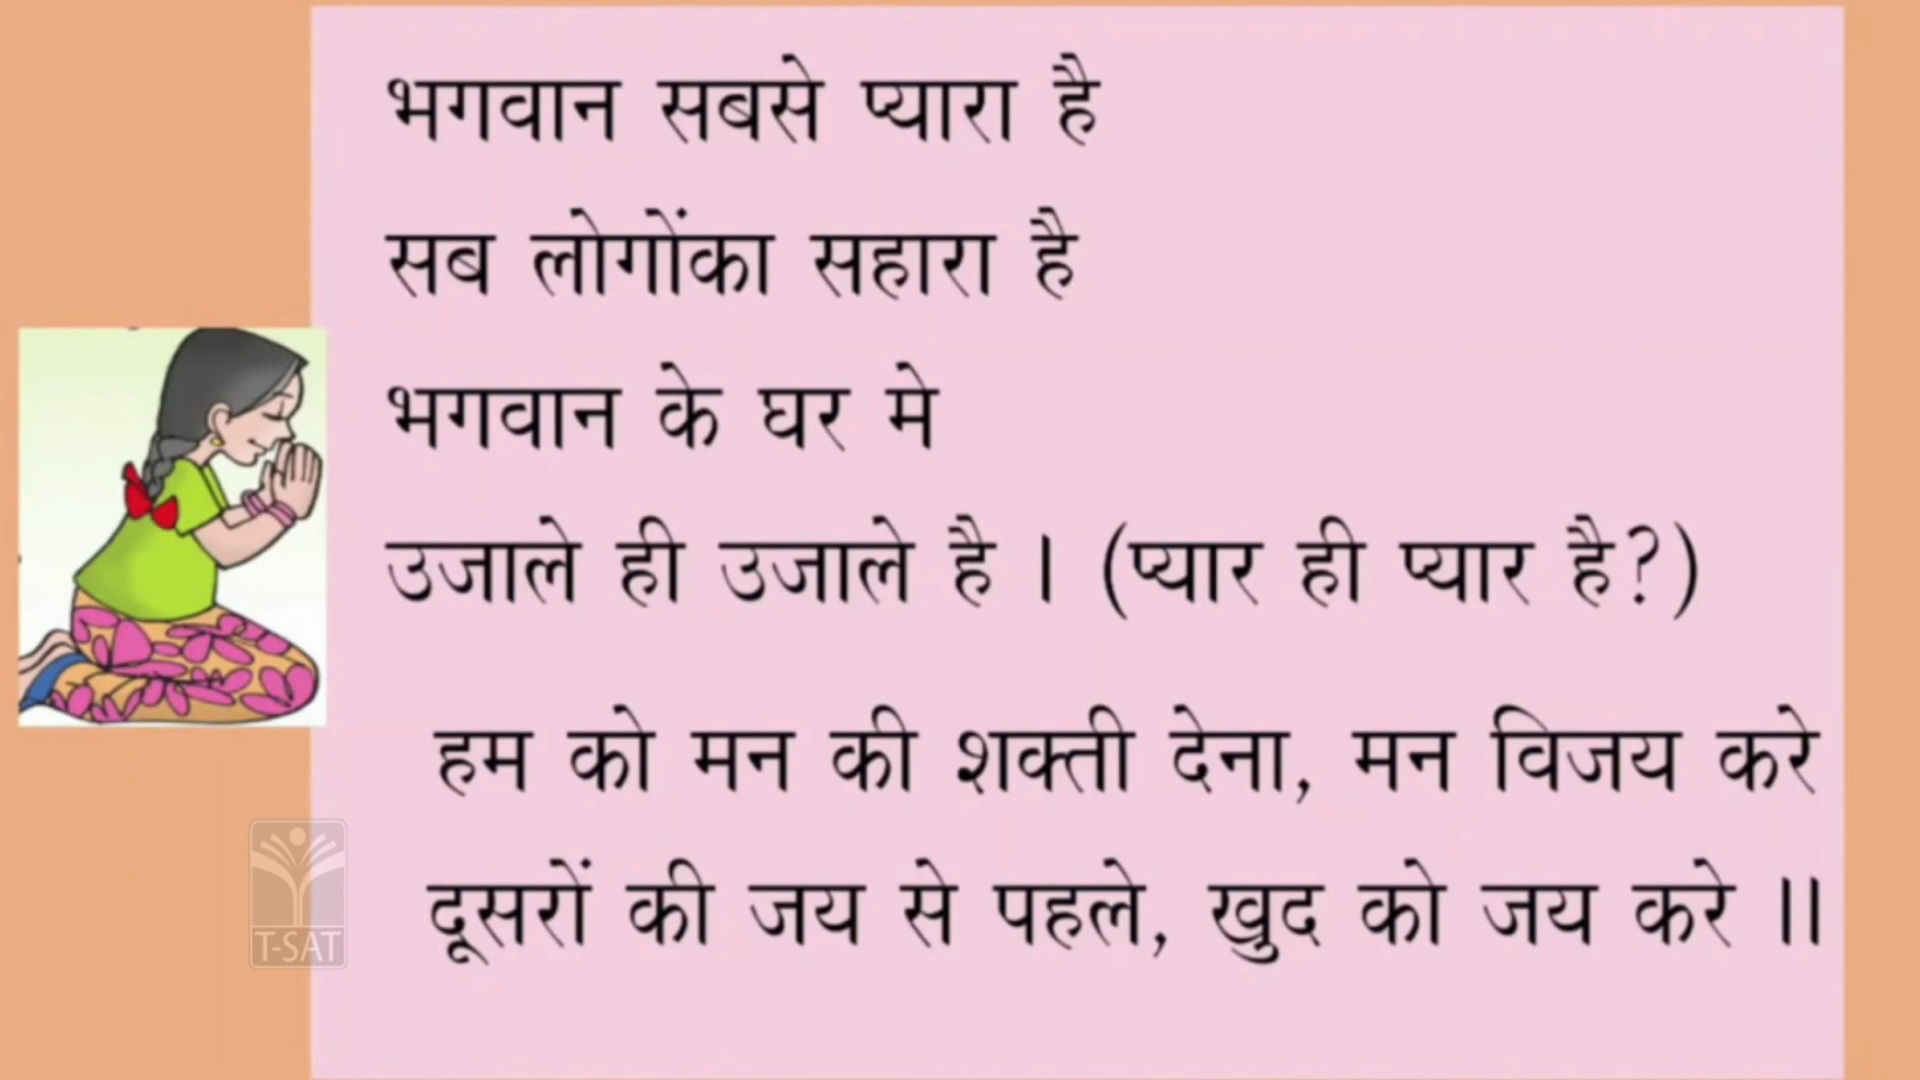 भगवान सबसे प्यारा है
सब लोगोंका सहारा है
भगवान के घर मे
उजाले ही उजाले है । (प्यार ही प्यार है?)
हम को मन की शक्ती देना, मन विजय करे
दूसरों की जय से पहले, खुद को जय करे ।।
T-SAT